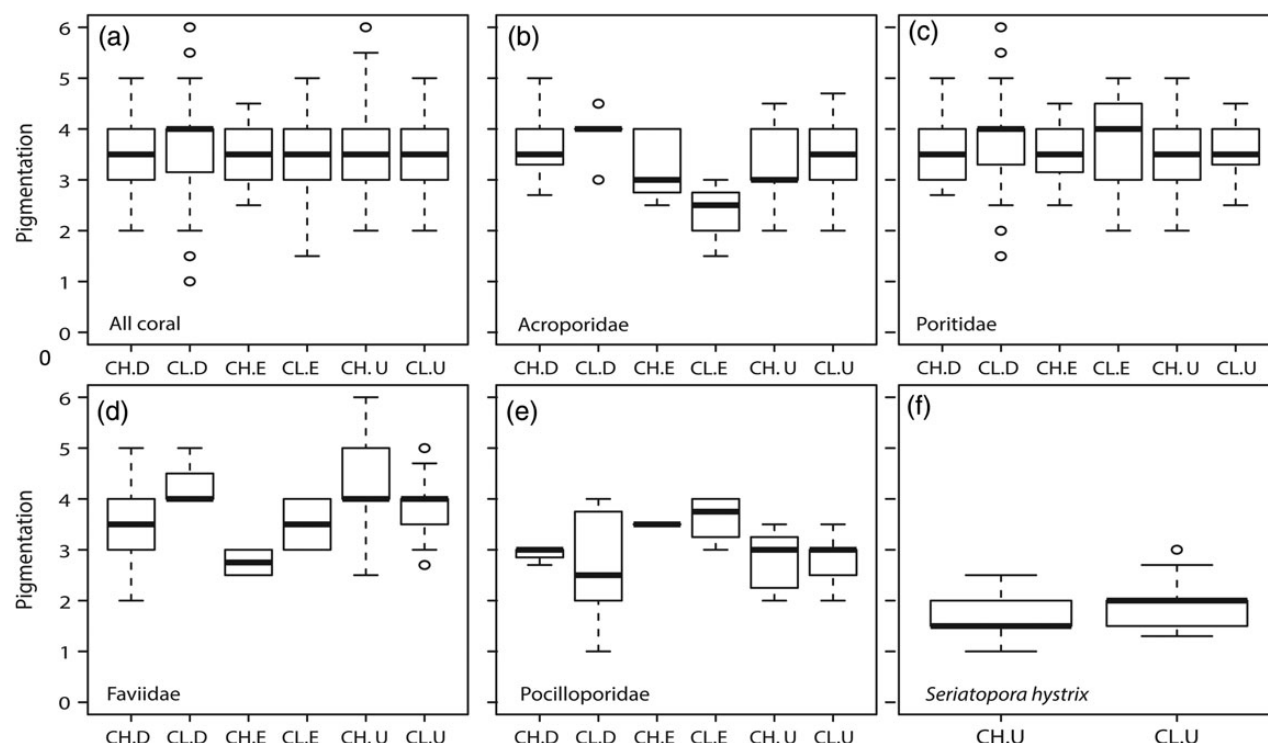 (a) (b) (c)
6
5
4
3
2
1
0
Pigmentation
All coral Acroporidae Poritidae
0
CH.D CL.D CH.E CL.E CH. U CL.U CH.D CL.D CH.E CL.E CH. U CL.U CH.D CL.D CH.E CL.E CH. U CL.U
(d) (e) (f)
6
5
4
3
2
1
0
Pigmentation
Faviidae Pocilloporidae Seriatopora hystrix
CH.D CL.D CH.E CL.E CH. U CL.U CH.D CL.D CH.E CL.E CH. U CL.U CH.U CL.U